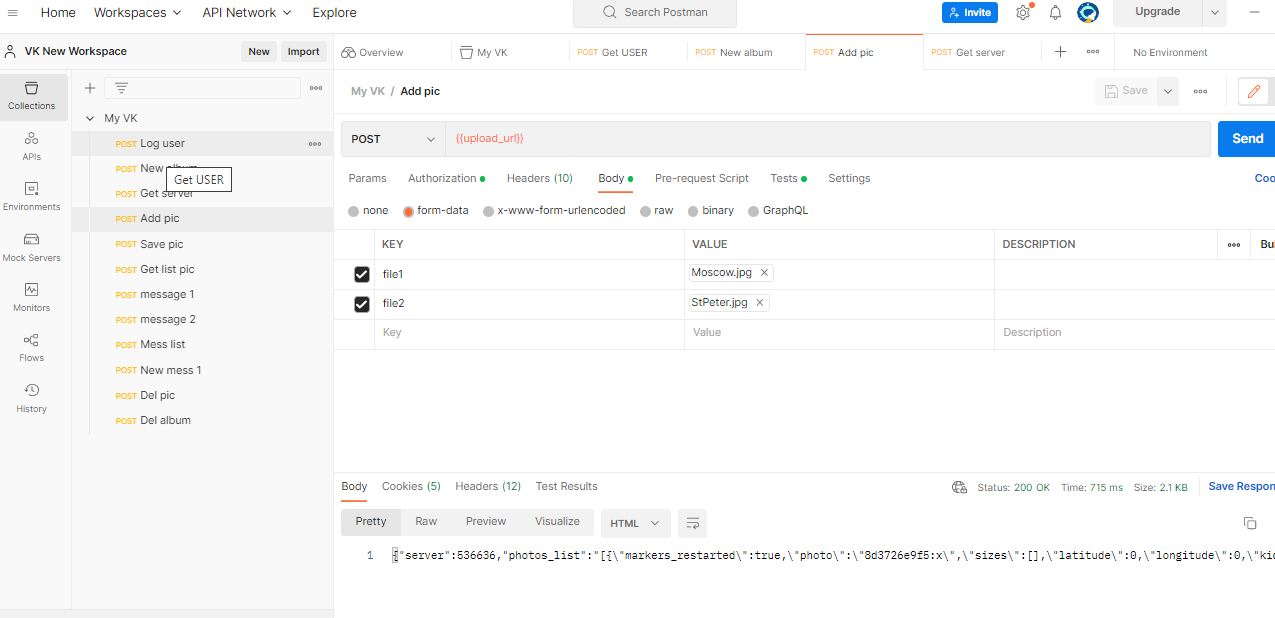 Home Workspaces API Network Explore Search Postman Invite Upgrade
VK New Workspace New Import Overview My VK POST Get USER POST New album POST Add pic POST Get server No Environment
Collections
APIs
Environments
Mock Servers
Monitors
Flows
History
My VK
POST Log user
POST New album
Get USER
POST Get server
POST Add pic
POST Save pic
POST Get list pic
POST message 1
POST message 2
POST Mess list
POST New mess 1
POST Del pic
POST Del album
My VK / Add pic Save
POST {{upload_url}} Send
Params Authorization Headers (10) Body Pre-request Script Tests Settings Coo
none form-data x-www-form-urlencoded raw binary GraphQL
KEY VALUE DESCRIPTION Bu
file1 Moscow.jpg
file2 StPeter.jpg
Key Value Description
Body Cookies (5) Headers (12) Test Results Status: 200 OK Time: 715 ms Size: 2.1 KB Save Respon
Pretty Raw Preview Visualize HTML
1 {"server":536636,"photos_list":"[{\"markers_restarted\":true,\"photo\":\"8d3726e9f5:x\",\"sizes\":[],\"latitude\":0,\"longitude\":0,\"kid